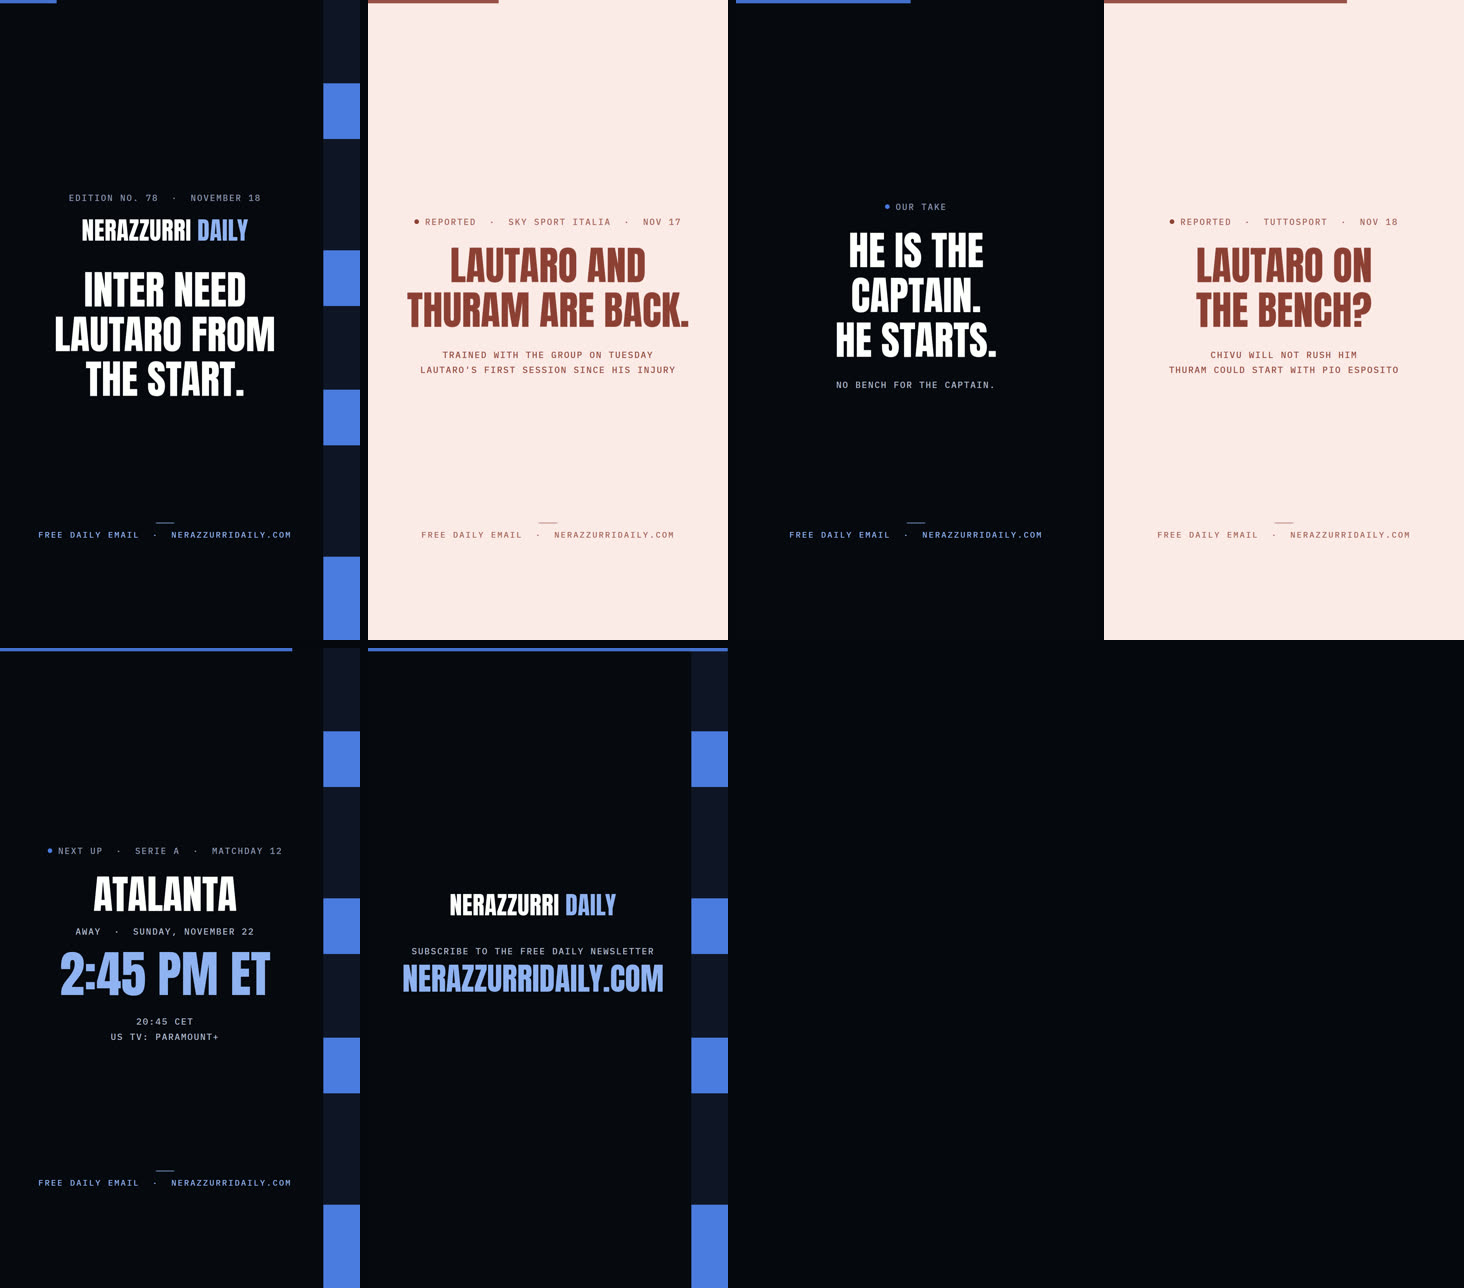 EDITION NO. 78 · NOVEMBER 18
NERAZZURRI DAILY
INTER NEED
LAUTARO FROM
THE START.
FREE DAILY EMAIL · NERAZZURRIDAILY.COM
REPORTED · SKY SPORT ITALIA · NOV 17
LAUTARO AND
THURAM ARE BACK.
TRAINED WITH THE GROUP ON TUESDAY
LAUTARO'S FIRST SESSION SINCE HIS INJURY
FREE DAILY EMAIL · NERAZZURRIDAILY.COM
OUR TAKE
HE IS THE
CAPTAIN.
HE STARTS.
NO BENCH FOR THE CAPTAIN.
FREE DAILY EMAIL · NERAZZURRIDAILY.COM
REPORTED · TUTTOSPORT · NOV 18
LAUTARO ON
THE BENCH?
CHIVU WILL NOT RUSH HIM
THURAM COULD START WITH PIO ESPOSITO
FREE DAILY EMAIL · NERAZZURRIDAILY.COM
NEXT UP · SERIE A · MATCHDAY 12
ATALANTA
AWAY · SUNDAY, NOVEMBER 22
2:45 PM ET
20:45 CET
US TV: PARAMOUNT+
FREE DAILY EMAIL · NERAZZURRIDAILY.COM
NERAZZURRI DAILY
SUBSCRIBE TO THE FREE DAILY NEWSLETTER
NERAZZURRIDAILY.COM